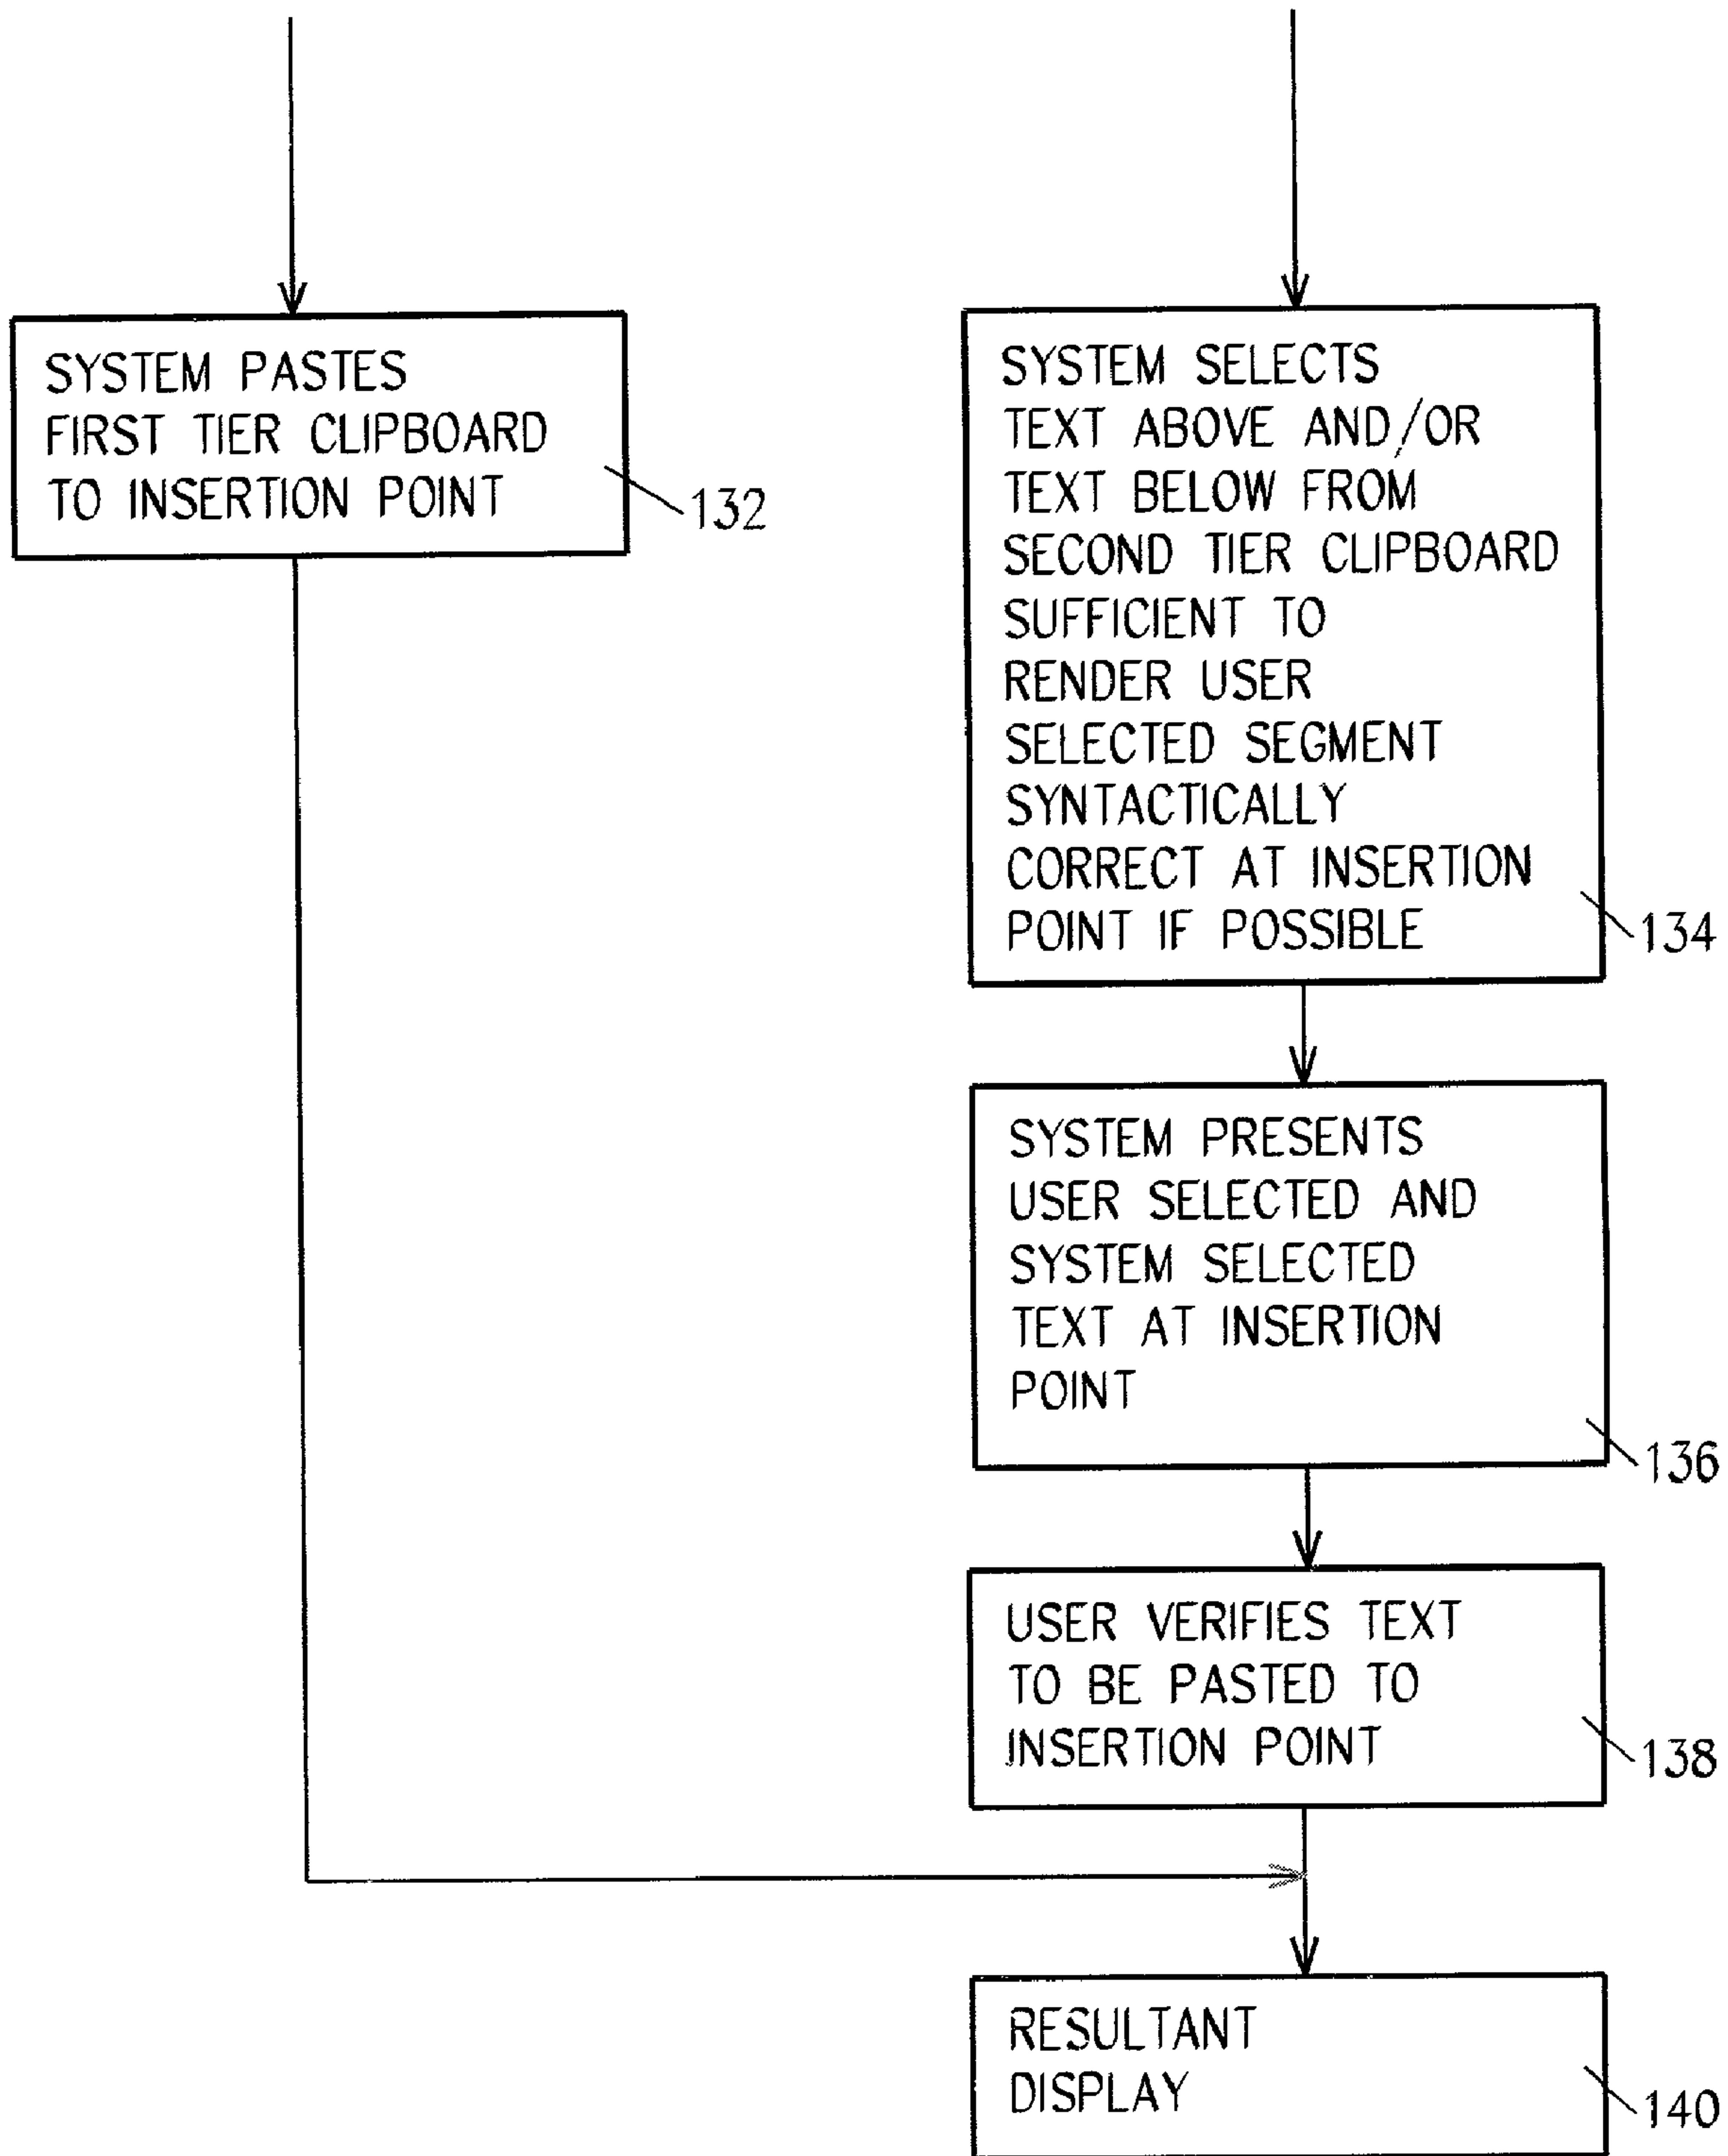 SYSTEM PASTES
FIRST TIER CLIPBOARD
TO INSERTION POINT
132
SYSTEM SELECTS
TEXT ABOVE AND/OR
TEXT BELOW FROM
SECOND TIER CLIPBOARD
SUFFICIENT TO
RENDER USER
SELECTED SEGMENT
SYNTACTICALLY
CORRECT AT INSERTION
POINT IF POSSIBLE
134
SYSTEM PRESENTS
USER SELECTED AND
SYSTEM SELECTED
TEXT AT INSERTION
POINT
136
USER VERIFIES TEXT
TO BE PASTED TO
INSERTION POINT
138
RESULTANT
DISPLAY
140